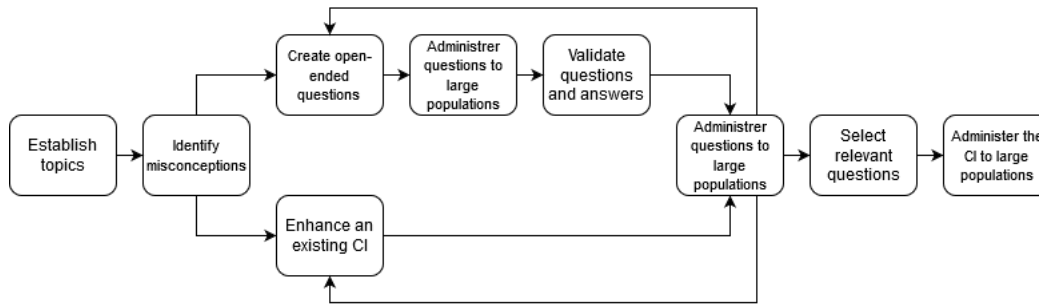 Create open-
ended
questions
Administrer
questions to
large
populations
Validate
questions
and answers
Establish
topics
Identify
misconceptions
Administrer
questions to
large
populations
Select
relevant
questions
Administer the
CI to large
populations
Enhance an
existing CI